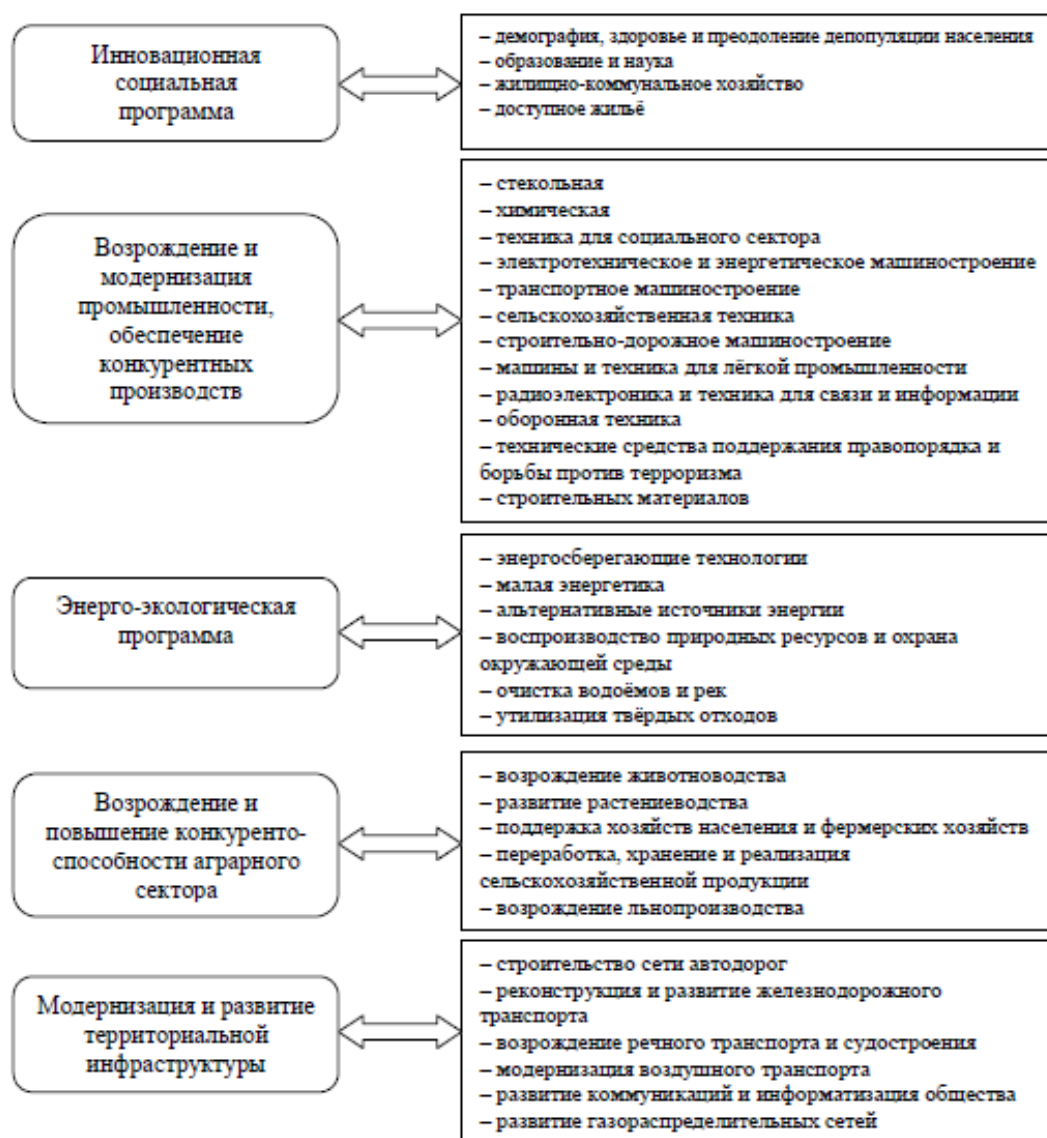 Инновационная
социальная
программа
– демография, здоровье и преодоление депопуляции населения
– образование и наука
– жилищно-коммунальное хозяйство
– доступное жильё
Возрождение и
модернизация
промышленности,
обеспечение
конкурентных
производств
– стекольная
– химическая
– техника для социального сектора
– электротехническое и энергетическое машиностроение
– транспортное машиностроение
– сельскохозяйственная техника
– строительно-дорожное машиностроение
– машины и техника для лёгкой промышленности
– радиоэлектроника и техника для связи и информации
– оборонная техника
– технические средства поддержания правопорядка и
борьбы против терроризма
– строительных материалов
Энерго-экологическая
программа
– энергосберегающие технологии
– малая энергетика
– альтернативные источники энергии
– воспроизводство природных ресурсов и охрана
окружающей среды
– очистка водоёмов и рек
– утилизация твёрдых отходов
Возрождение и
повышение конкуренто-
способности аграрного
сектора
– возрождение животноводства
– развитие растениеводства
– поддержка хозяйств населения и фермерских хозяйств
– переработка, хранение и реализация
сельскохозяйственной продукции
– возрождение льнопроизводства
Модернизация и развитие
территориальной
инфраструктуры
– строительство сети автодорог
– реконструкция и развитие железнодорожного
транспорта
– возрождение речного транспорта и судостроения
– модернизация воздушного транспорта
– развитие коммуникаций и информатизация общества
– развитие газораспределительных сетей